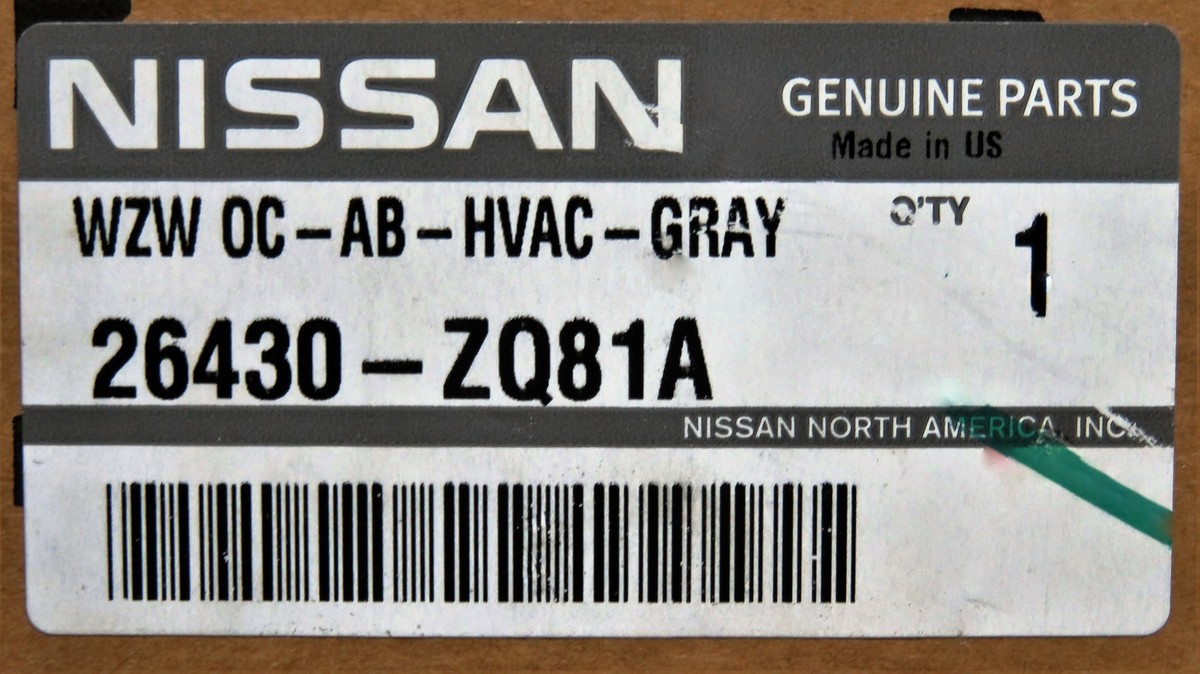 NISSAN
GENUINE PARTS
Made in US
WZW OC-AB-HVAC-GRAY
Q'TY 1
26430-ZQ81A
NISSAN NORTH AMERICA, INC.